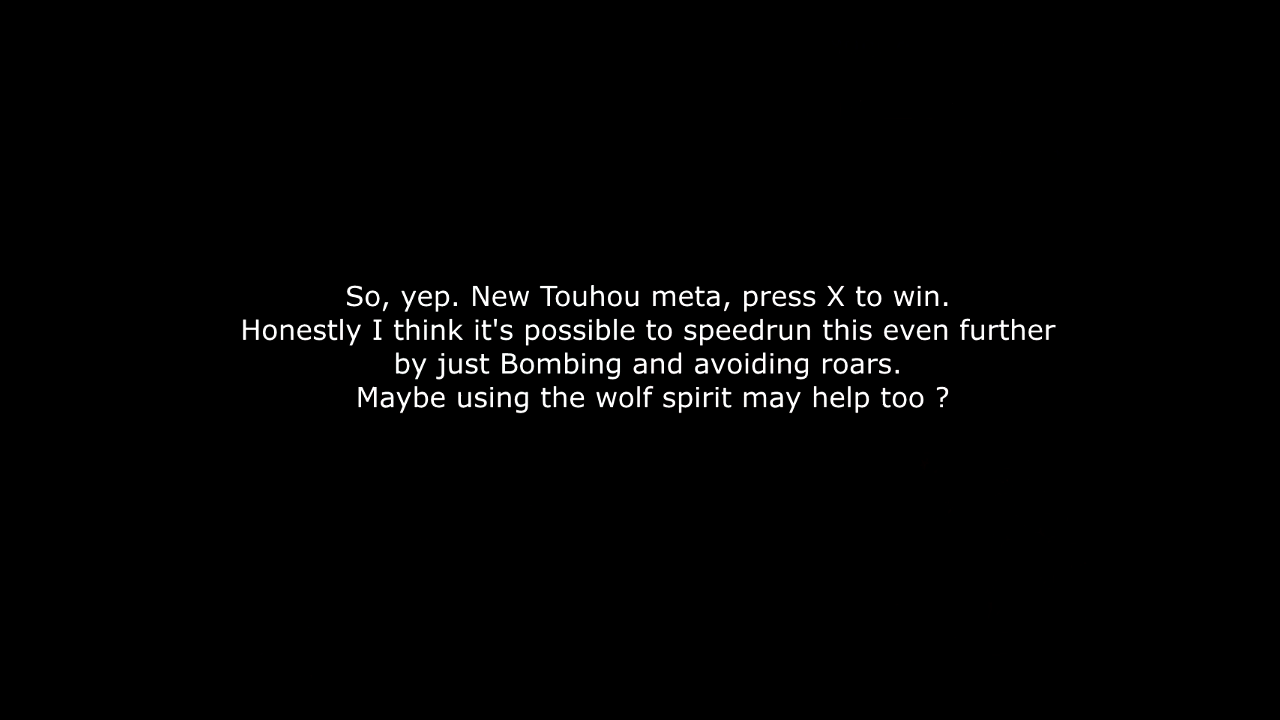 So, yep. New Touhou meta, press X to win.
Honestly I think it's possible to speedrun this even further
by just Bombing and avoiding roars.
Maybe using the wolf spirit may help too ?